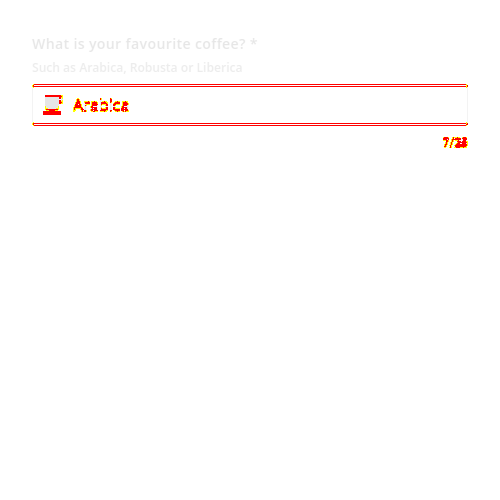 What is your favourite coffee? *
Such as Arabica, Robusta or Liberica
Arabica